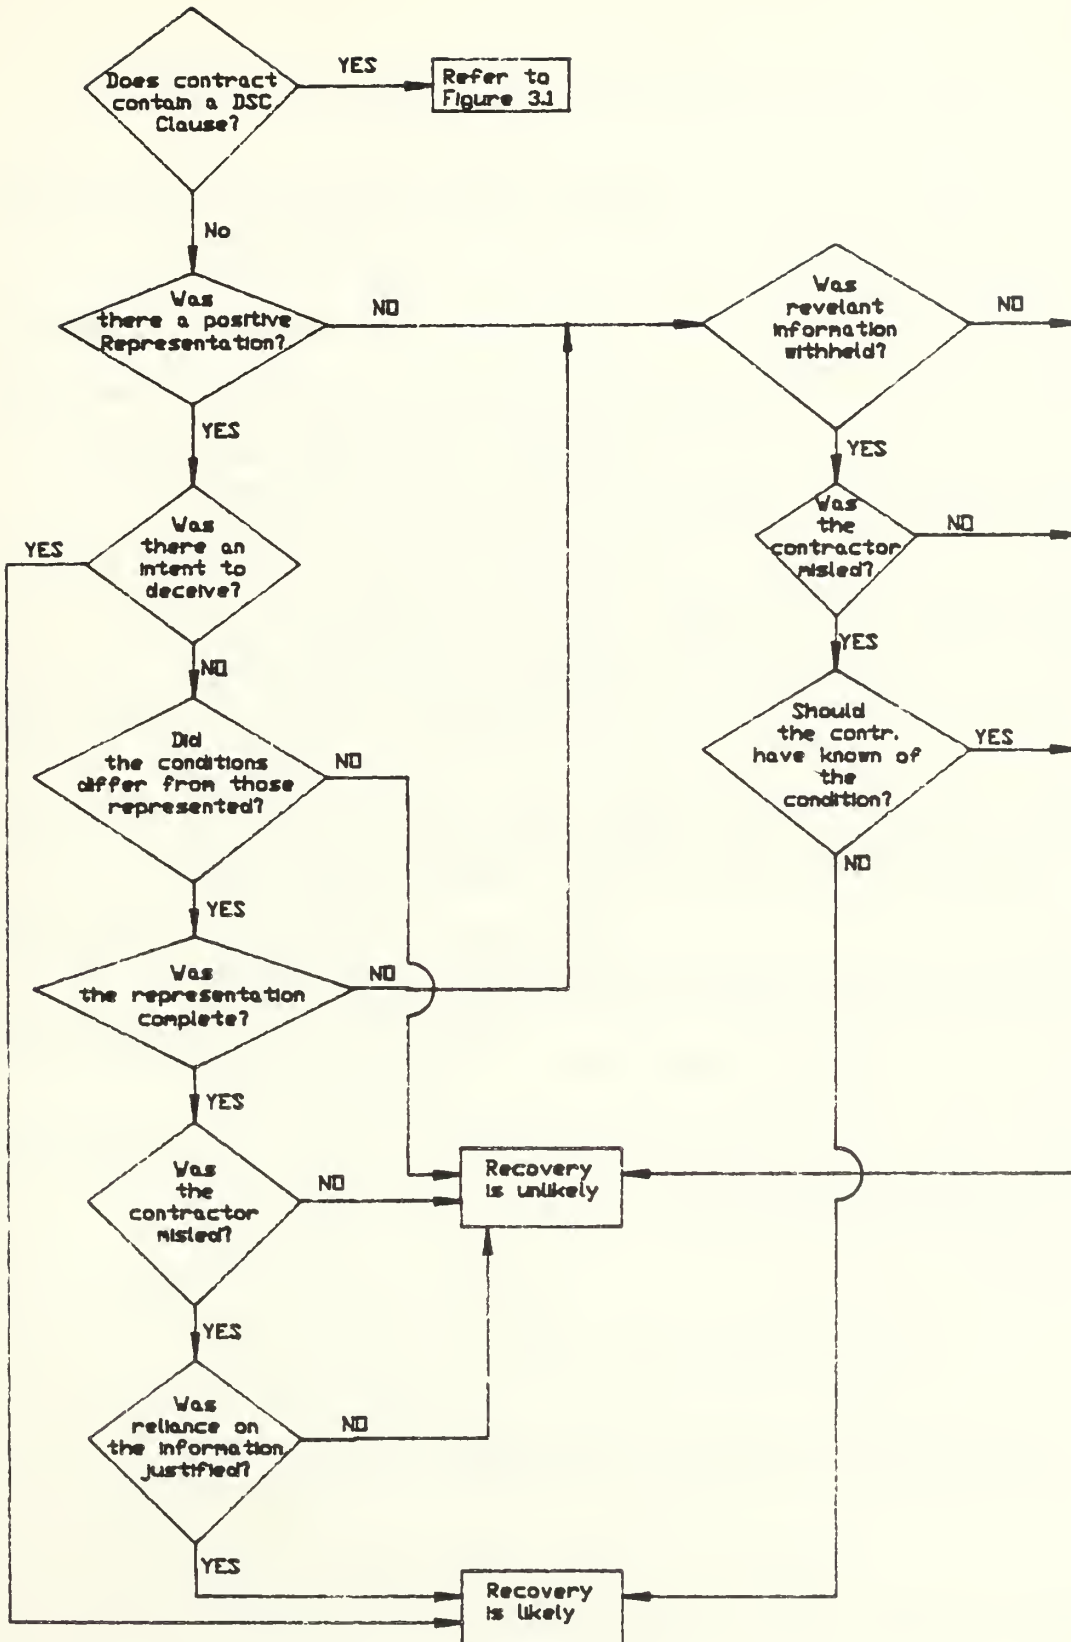 Does contract
contain a DSC
Clause?
YES
Refer to
Figure 3.1
No
Was
there a positive
Representation?
NO
Was
revelant
information
withheld?
NO
YES
YES
Was
there an
intent to
deceive?
YES
Was
the
contractor
misled?
NO
NO
YES
Did
the conditions
differ from those
represented?
NO
Should
the contr.
have known of
the
condition?
YES
YES
NO
Was
the representation
complete?
NO
YES
Was
the
contractor
misled?
NO
Recovery
is unlikely
YES
Was
reliance on
the information
justified?
NO
YES
Recovery
is likely